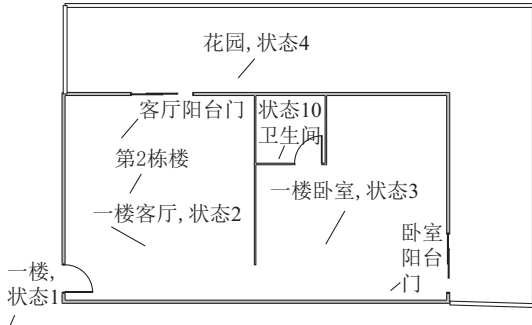 花园,状态4
客厅阳台门
状态10
卫生间
第2栋楼
一楼卧室,状态3
一楼客厅,状态2
卧室
阳台
门
一楼,
状态1